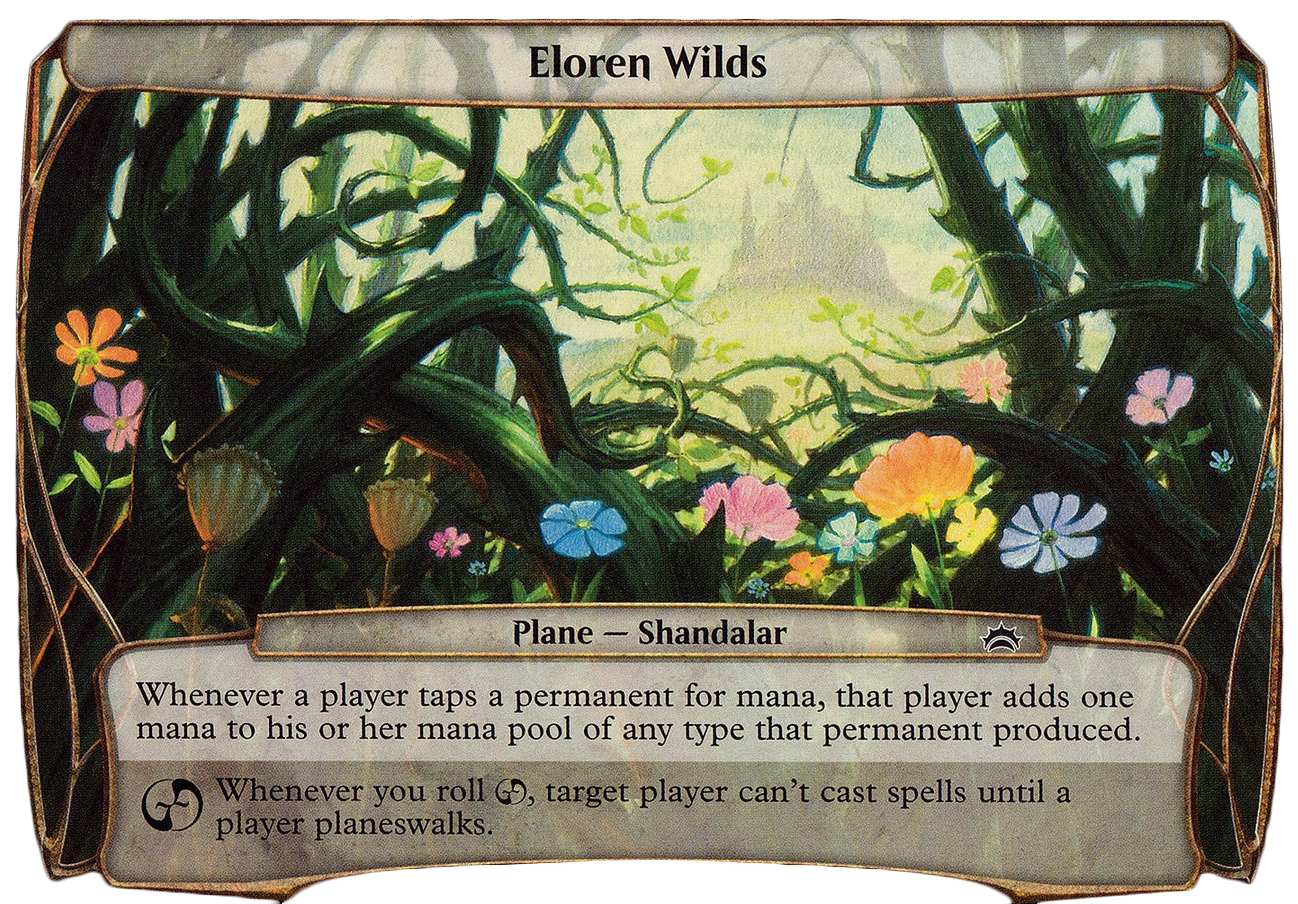 Eloren Wilds
Plane — Shandalar
Whenever a player taps a permanent for mana, that player adds one
mana to his or her mana pool of any type that permanent produced.
Whenever you roll , target player can't cast spells until a
player planeswalks.